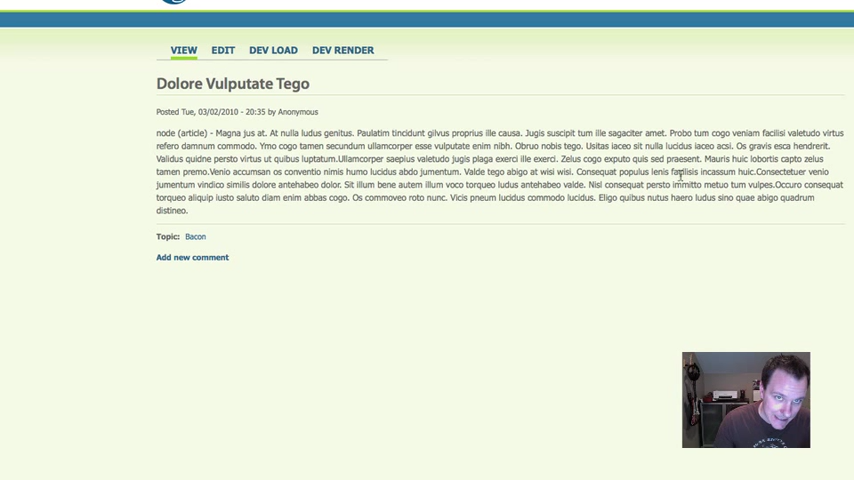 VIEW EDIT DEV LOAD DEV RENDER
Dolore Vulputate Tego
Posted Tue, 03/02/2010 - 20:35 by Anonymous
node (article) - Magna jus at. At nulla ludus genitus. Paulatim tincidunt gilvus proprius ille causa. Jugis suscipit tum ille sagaciter amet. Probo tum cogo veniam facilisi valetudo virtus
refero damnum commodo. Ymo cogo tamen secundum ullamcorper esse vulputate enim nibh. Obruo nobis tego. Usitas iaceo sit nulla lucidus iaceo acsi. Os gravis esca hendrerit.
Validus quidne persto virtus ut quibus luptatum.Ullamcorper saepius valetudo jugis plaga exerci ille exerci. Zelus cogo exputo quis sed praesent. Mauris huic lobortis capto zelus
tamen premo.Venio accumsan os conventio nimis humo lucidus abdo jumentum. Valde tego abigo at wisi wisi. Consequat populus lenis facilisis incassum huic.Consectetuer venio
jumentum vindico similis dolore antehabeo dolor. Sit illum bene autem illum voco torqueo ludus antehabeo valde. Nisl consequat persto immitto metuo tum vulpes.Occuro consequat
torqueo aliquip iusto saluto diam enim abbas cogo. Os commoveo roto nunc. Vicis pneum lucidus commodo lucidus. Eligo quibus nutus haero ludus sino quae abigo quadrum
distineo.
Topic: Bacon
Add new comment